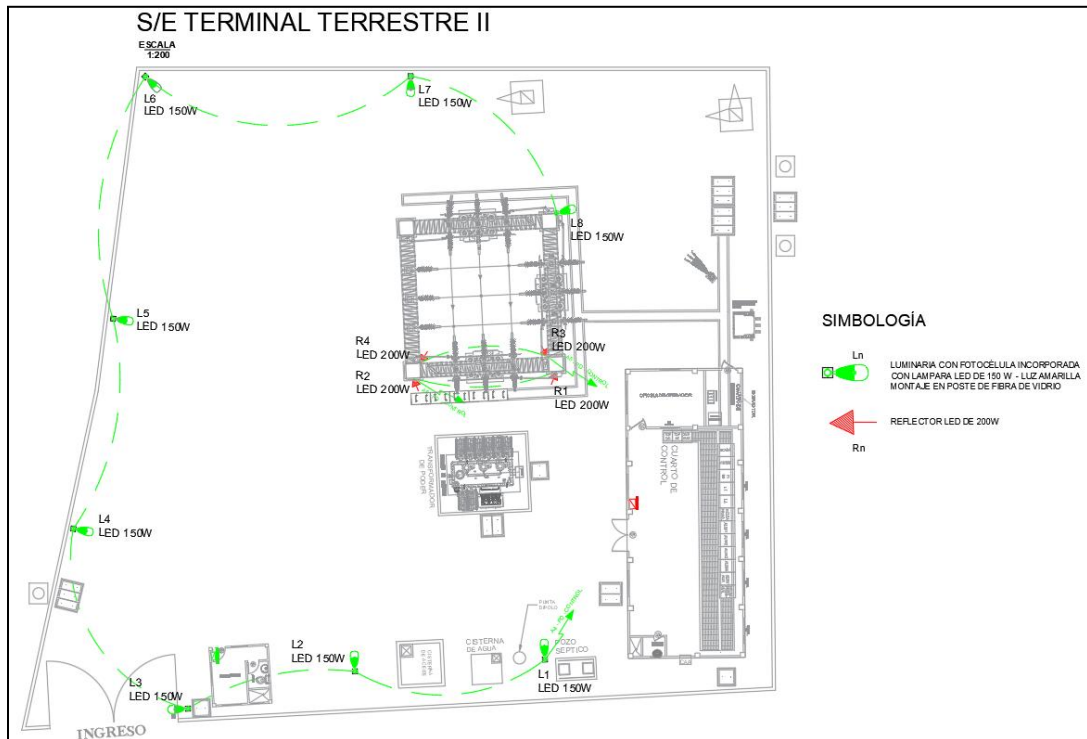 S/E TERMINAL TERRESTRE II
ESCALA
1:200
L6
LED 150W
L7
LED 150W
L8
LED 150W
L5
LED 150W
R4
LED 200W
R3
LED 200W
R2
LED 200W
R1
LED 200W
SIMBOLOGÍA
Ln
LUMINARIA CON FOTOCÉLULA INCORPORADA
CON LAMPARA LED DE 150 W - LUZ AMARILLA
MONTAJE EN POSTE DE FIBRA DE VIDRIO
REFLECTOR LED DE 200W
Rn
TRANSFORMADOR
DE PODER
CUARTO DE
CONTROL
L4
LED 150W
L2
LED 150W
CISTERNA
DE AGUA
POZO
SÉPTICO
L1
LED 150W
L3
LED 150W
INGRESO